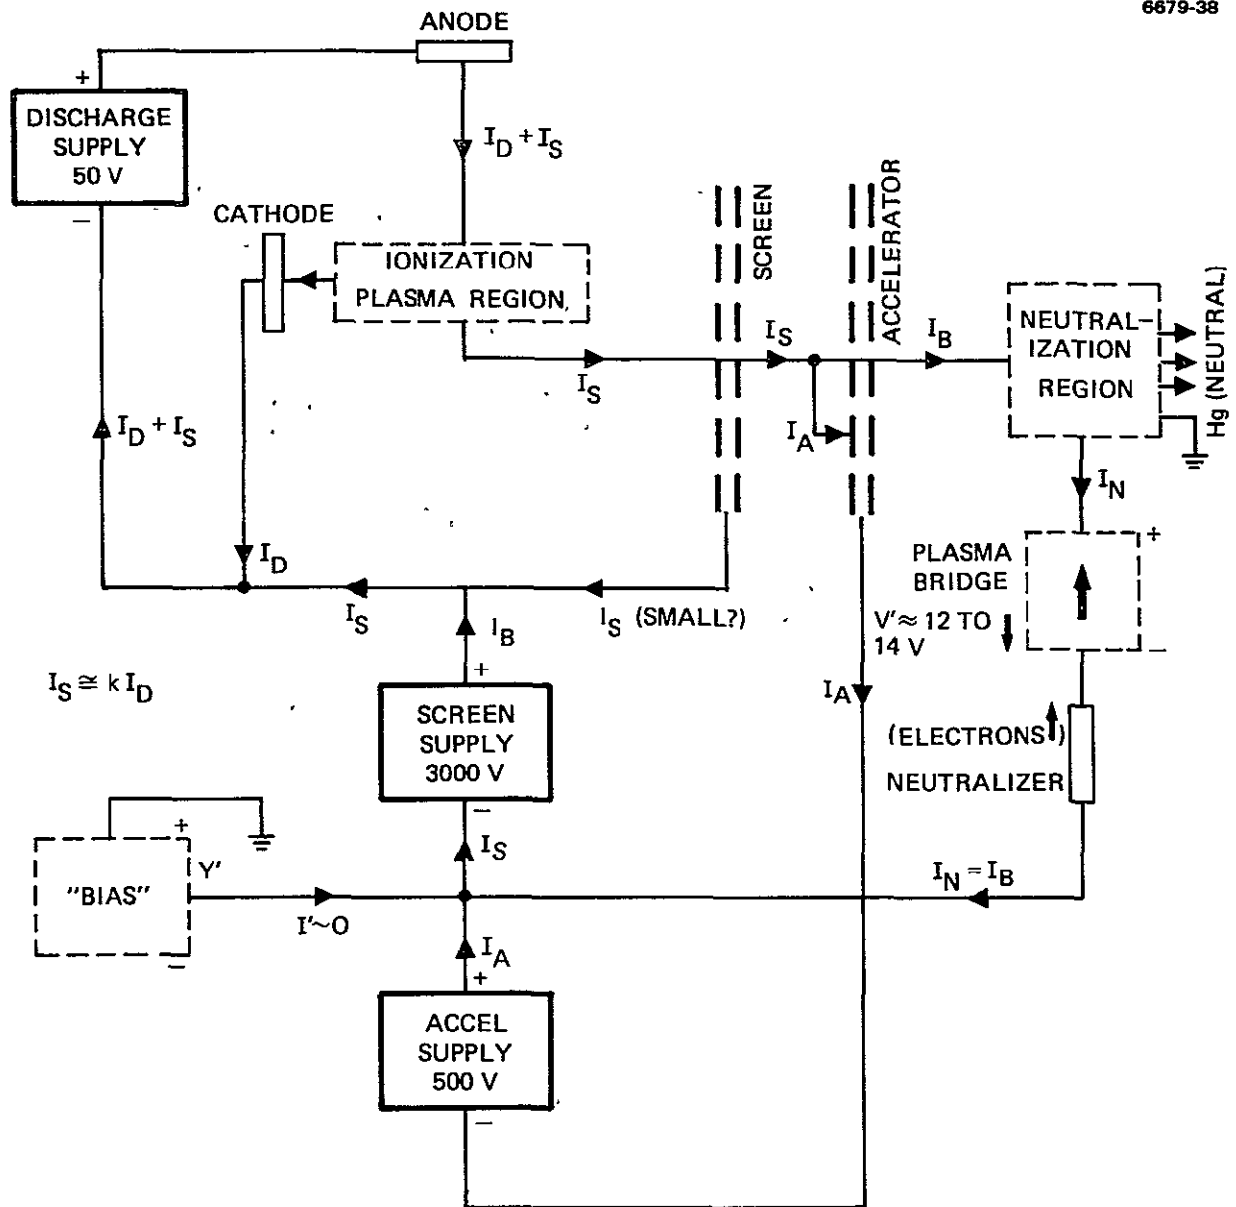 6679-38
ANODE
+
DISCHARGE
SUPPLY
50 V
−
I_D + I_S
CATHODE
IONIZATION
PLASMA REGION
SCREEN
ACCELERATOR
I_S
I_S
I_B
I_A
NEUTRAL-
IZATION
REGION
Hg (NEUTRAL)
I_D + I_S
I_D
I_S
I_B
I_S (SMALL?)
I_N
PLASMA
BRIDGE
V' ≈ 12 TO
14 V
+
−
I_S ≅ k I_D
+
SCREEN
SUPPLY
3000 V
−
I_A
(ELECTRONS)
NEUTRALIZER
+
"BIAS"
Y'
−
I'~0
I_S
I_N = I_B
I_A
+
ACCEL
SUPPLY
500 V
−